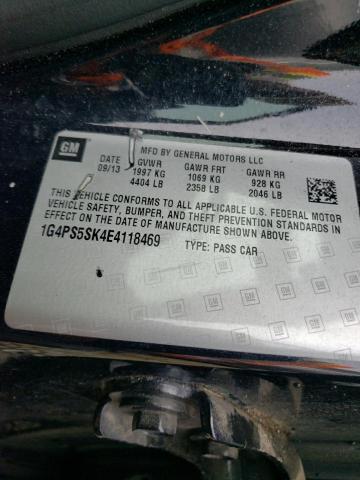 GM
MFD BY GENERAL MOTORS LLC
DATE GVWR GAWR FRT GAWR RR
09/13 1997 KG 1069 KG 928 KG
4404 LB 2358 LB 2046 LB
THIS VEHICLE CONFORMS TO ALL APPLICABLE U.S. FEDERAL MOTOR
VEHICLE SAFETY, BUMPER, AND THEFT PREVENTION STANDARDS IN
EFFECT ON THE DATE OF MANUFACTURE SHOWN ABOVE.
1G4PS5SK4E4118469 TYPE: PASS CAR